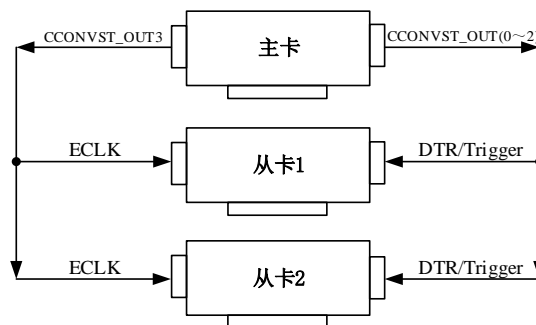 CCONVST_OUT3 主卡 CCONVST_OUT(0～2)
ECLK 从卡1 DTR/Trigger
ECLK 从卡2 DTR/Trigger